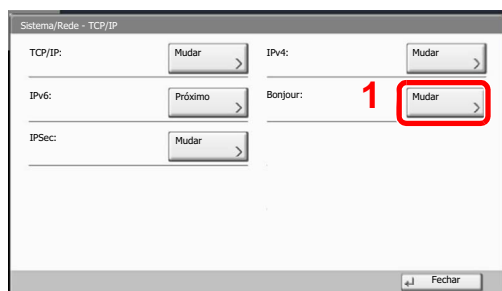 Sistema/Rede - TCP/IP
TCP/IP: Mudar IPv4: Mudar
IPv6: Próximo Bonjour: 1 Mudar
IPSec: Mudar
Fechar